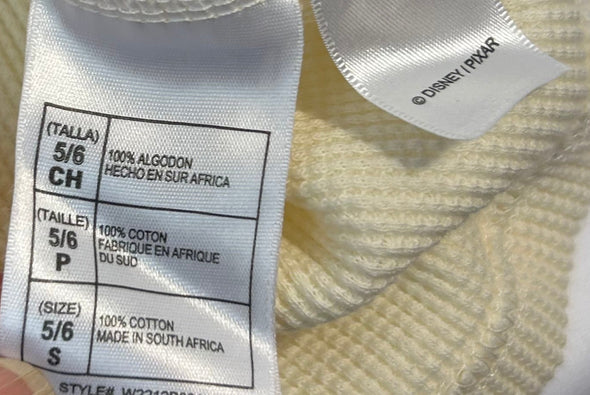 (TALLA)
5/6
CH
100% ALGODON
HECHO EN SUR AFRICA
(TAILLE)
5/6
P
100% COTON
FABRIQUE EN AFRIQUE
DU SUD
(SIZE)
5/6
S
100% COTTON
MADE IN SOUTH AFRICA
STYLE#
© DISNEY / PIXAR